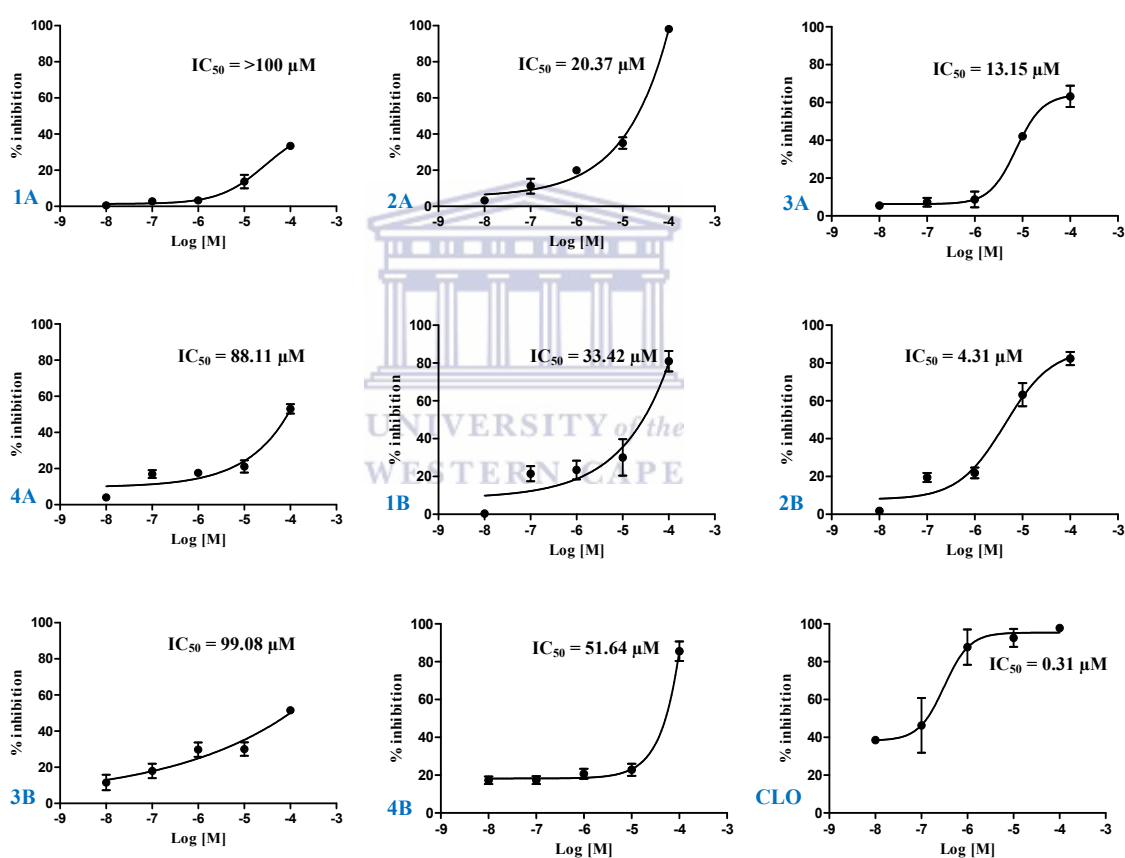 100
80
60
40
20
0
% inhibition
IC50 = >100 µM
1A
-9 -8 -7 -6 -5 -4 -3
Log [M]
100
80
60
40
20
0
% inhibition
IC50 = 20.37 µM
2A
-9 -8 -7 -6 -5 -4 -3
Log [M]
100
80
60
40
20
0
% inhibition
IC50 = 13.15 µM
3A
-9 -8 -7 -6 -5 -4 -3
Log [M]
100
80
60
40
20
0
% inhibition
IC50 = 88.11 µM
4A
-9 -8 -7 -6 -5 -4 -3
Log [M]
100
80
60
40
20
0
% inhibition
IC50 = 33.42 µM
1B
-9 -8 -7 -6 -5 -4 -3
Log [M]
UNIVERSITY of the
WESTERN CAPE
100
80
60
40
20
0
% inhibition
IC50 = 4.31 µM
2B
-9 -8 -7 -6 -5 -4 -3
Log [M]
100
80
60
40
20
0
% inhibition
IC50 = 99.08 µM
3B
-9 -8 -7 -6 -5 -4 -3
Log [M]
100
80
60
40
20
0
% inhibition
IC50 = 51.64 µM
4B
-9 -8 -7 -6 -5 -4 -3
Log [M]
100
80
60
40
20
0
% inhibition
IC50 = 0.31 µM
CLO
-9 -8 -7 -6 -5 -4 -3
Log [M]